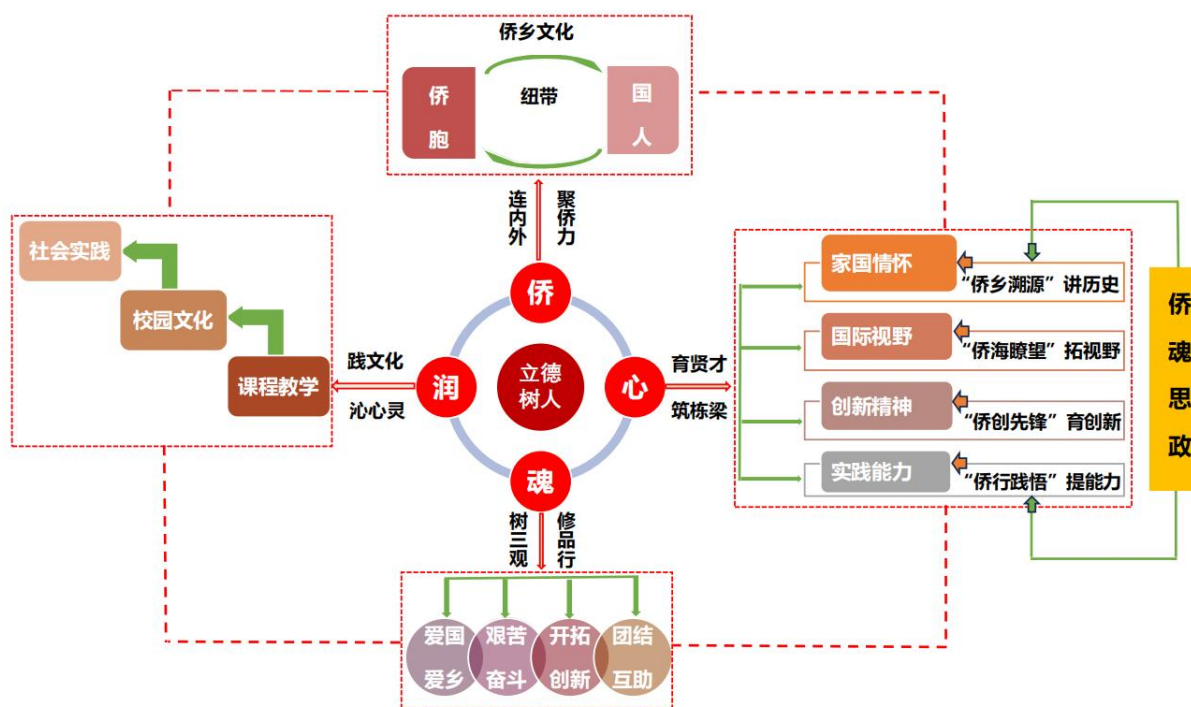 侨乡文化
侨胞
纽带
国人
连内外
聚侨力
社会实践
校园文化
课程教学
践文化
沁心灵
侨
润
立德
树人
心
魂
育贤才
筑栋梁
家国情怀
“侨乡溯源”讲历史
国际视野
“侨海瞭望”拓视野
创新精神
“侨创先锋”育创新
实践能力
“侨行践悟”提能力
侨魂思政
树三观
修品行
爱国
爱乡
艰苦
奋斗
开拓
创新
团结
互助